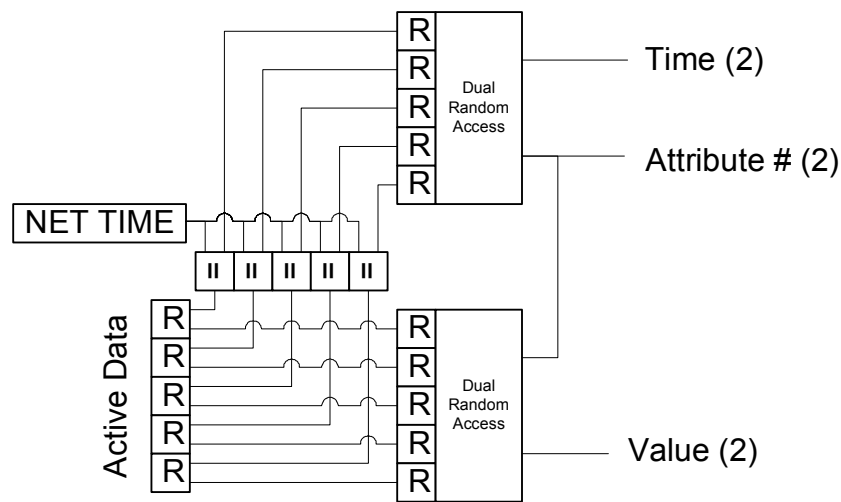 R
R
R
R
R
Dual
Random
Access
Time (2)
Attribute # (2)
NET TIME
II
II
II
II
II
Active Data
R
R
R
R
R
R
R
R
R
R
Dual
Random
Access
Value (2)